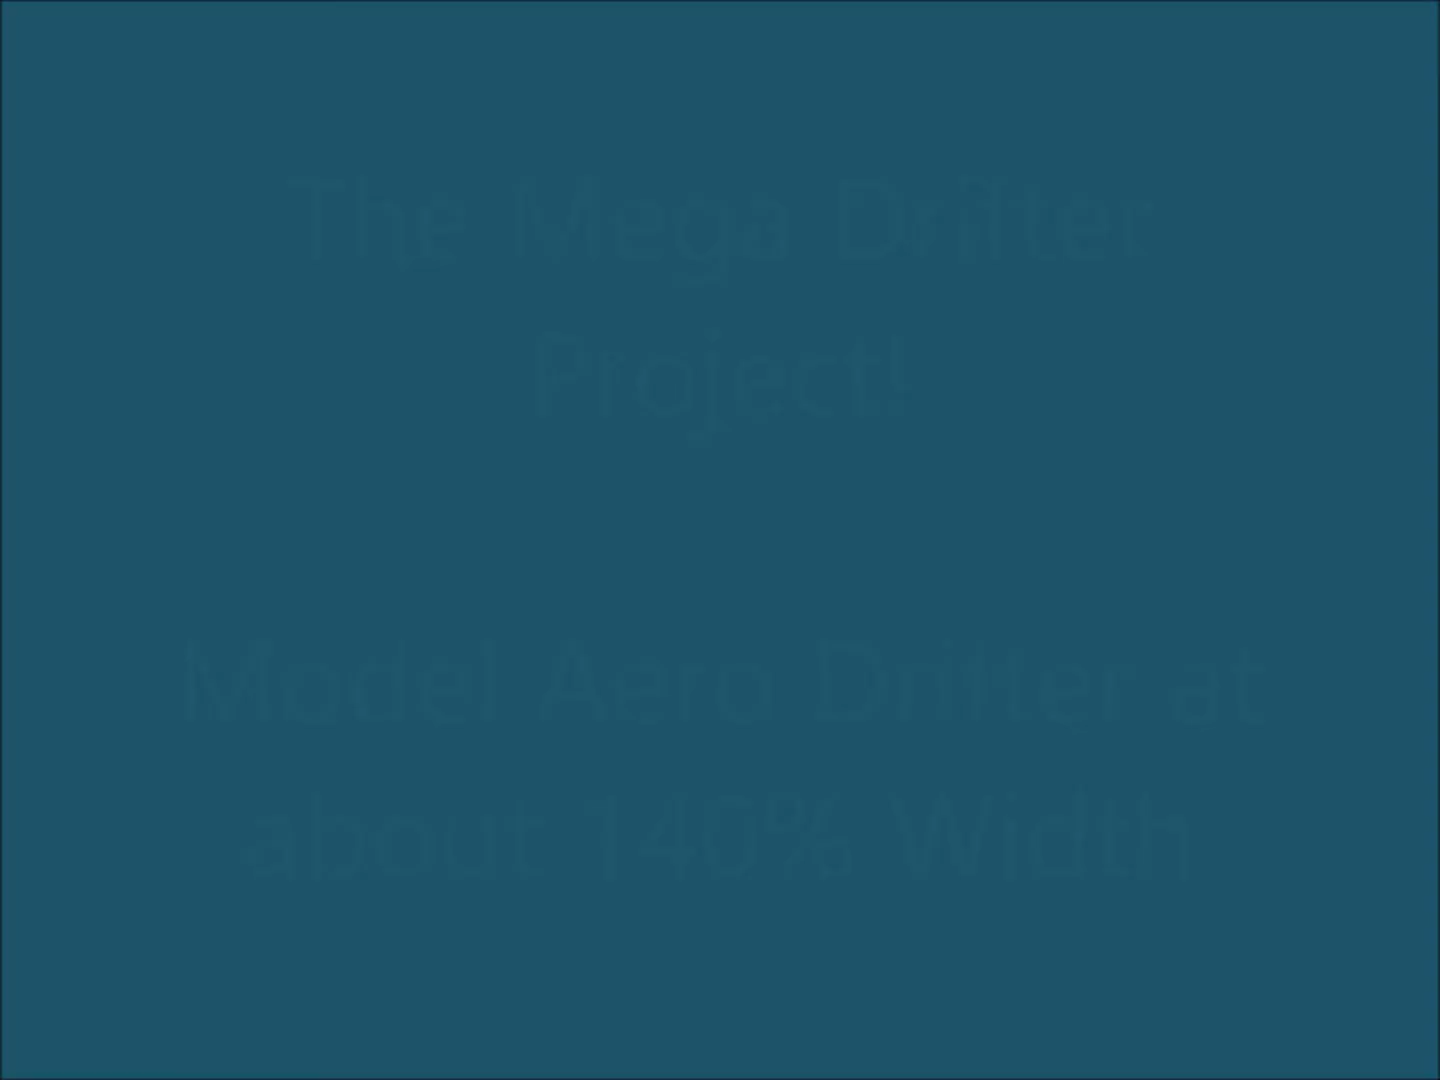 The Mega Drifter
Project!
Model Aero Drifter at
about 140% Width